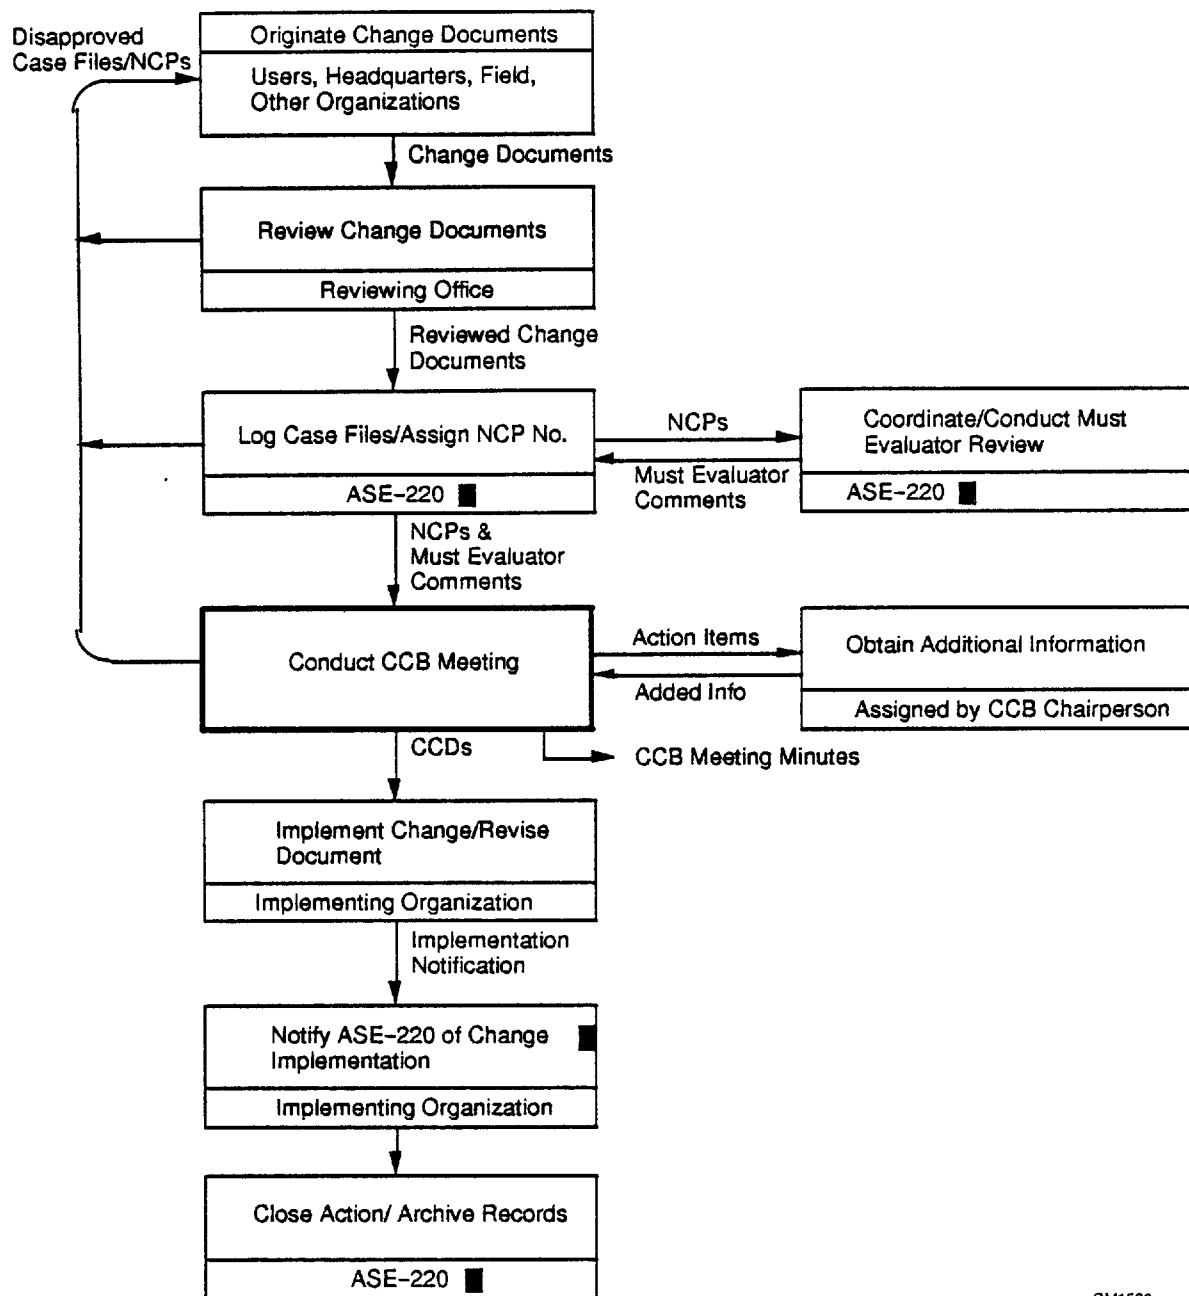 Disapproved
Case Files/NCPs
Originate Change Documents
Users, Headquarters, Field,
Other Organizations
Change Documents
Review Change Documents
Reviewing Office
Reviewed Change
Documents
Log Case Files/Assign NCP No.
ASE-220
NCPs
Must Evaluator
Comments
Coordinate/Conduct Must
Evaluator Review
ASE-220
NCPs &
Must Evaluator
Comments
Conduct CCB Meeting
Action Items
Added Info
Obtain Additional Information
Assigned by CCB Chairperson
CCDs
CCB Meeting Minutes
Implement Change/Revise
Document
Implementing Organization
Implementation
Notification
Notify ASE-220 of Change
Implementation
Implementing Organization
Close Action/ Archive Records
ASE-220